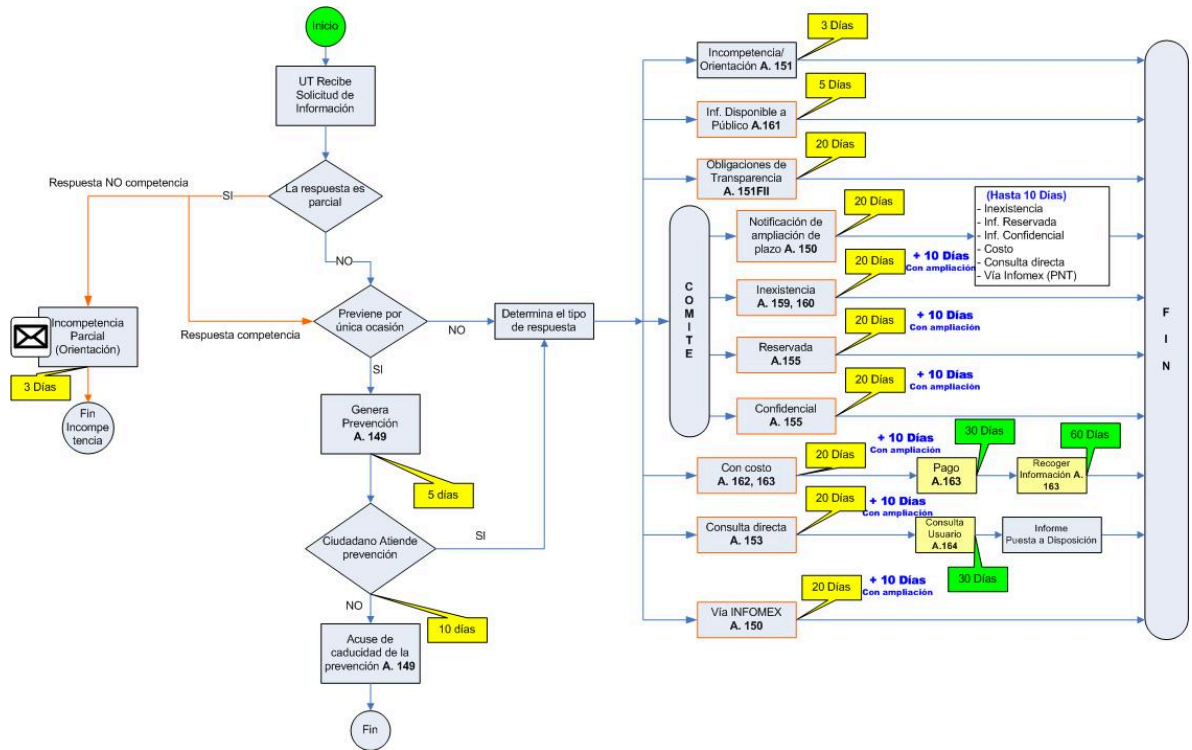 Inicio
UT Recibe
Solicitud de
Información
La respuesta es
parcial
SI
Respuesta NO competencia
NO
Incompetencia
Parcial
(Orientación)
3 Días
Fin
Incompe
tencia
Respuesta competencia
Previene por
única ocasión
NO
SI
Genera
Prevención
A. 149
5 días
Ciudadano Atiende
prevención
SI
NO
10 días
Acuse de
caducidad de la
prevención A. 149
Fin
Determina el tipo
de respuesta
COMITE
Incompetencia/
Orientación A. 151
3 Días
Inf. Disponible a
Público A.161
5 Días
Obligaciones de
Transparencia
A. 151FII
20 Días
Notificación de
ampliación de
plazo A. 150
20 Días
(Hasta 10 Días)
- Inexistencia
- Inf. Reservada
- Inf. Confidencial
- Costo
- Consulta directa
- Vía Infomex (PNT)
Inexistencia
A. 159, 160
20 Días
+ 10 Días
Con ampliación
Reservada
A.155
20 Días
+ 10 Días
Con ampliación
Confidencial
A. 155
20 Días
+ 10 Días
Con ampliación
Con costo
A. 162, 163
20 Días
+ 10 Días
Con ampliación
Pago
A.163
30 Días
Recoger
Información A.
163
60 Días
Consulta directa
A. 153
20 Días
+ 10 Días
Con ampliación
Consulta
Usuario
A.164
30 Días
Informe
Puesta a Disposición
Vía INFOMEX
A. 150
20 Días
+ 10 Días
Con ampliación
FIN